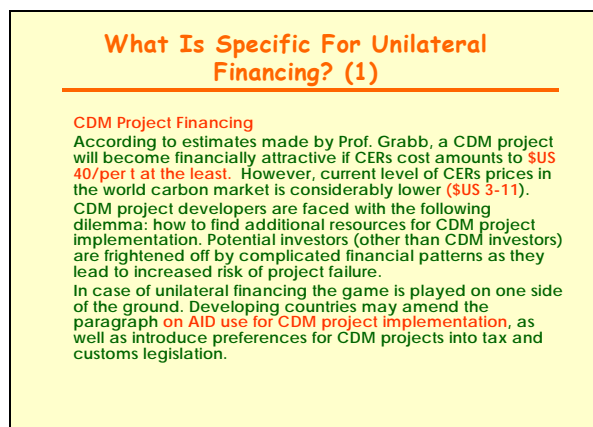 What Is Specific For Unilateral
Financing? (1)
CDM Project Financing
According to estimates made by Prof. Grabb, a CDM project
will become financially attractive if CERs cost amounts to $US
40/per t at the least. However, current level of CERs prices in
the world carbon market is considerably lower ($US 3-11).
CDM project developers are faced with the following
dilemma: how to find additional resources for CDM project
implementation. Potential investors (other than CDM investors)
are frightened off by complicated financial patterns as they
lead to increased risk of project failure.
In case of unilateral financing the game is played on one side
of the ground. Developing countries may amend the
paragraph on AID use for CDM project implementation, as
well as introduce preferences for CDM projects into tax and
customs legislation.